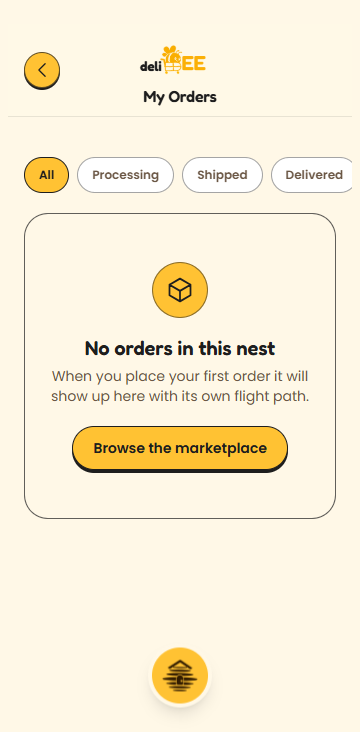 deliBEE
My Orders
All
Processing
Shipped
Delivered
No orders in this nest
When you place your first order it will
show up here with its own flight path.
Browse the marketplace